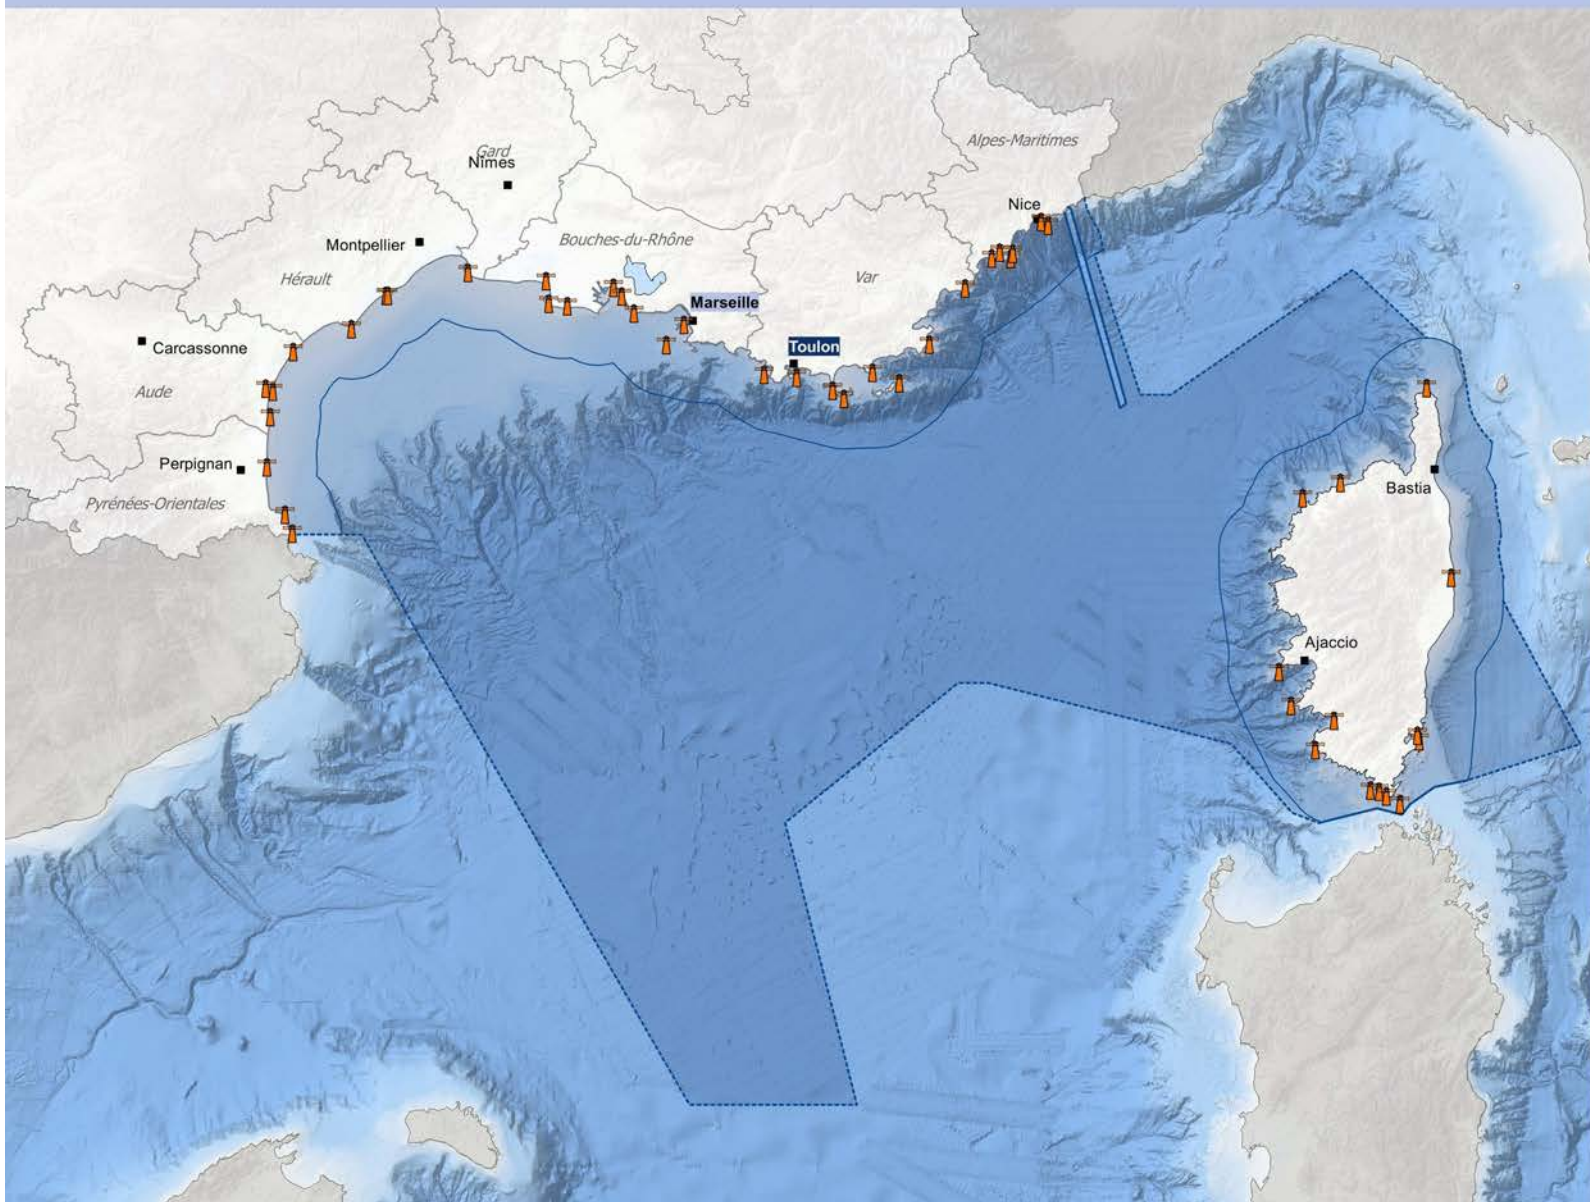 Alpes-Maritimes
Gard
Nîmes
Nice
Montpellier
Bouches-du-Rhône
Hérault
Var
Marseille
Carcassonne
Toulon
Aude
Perpignan
Bastia
Pyrénées-Orientales
Ajaccio